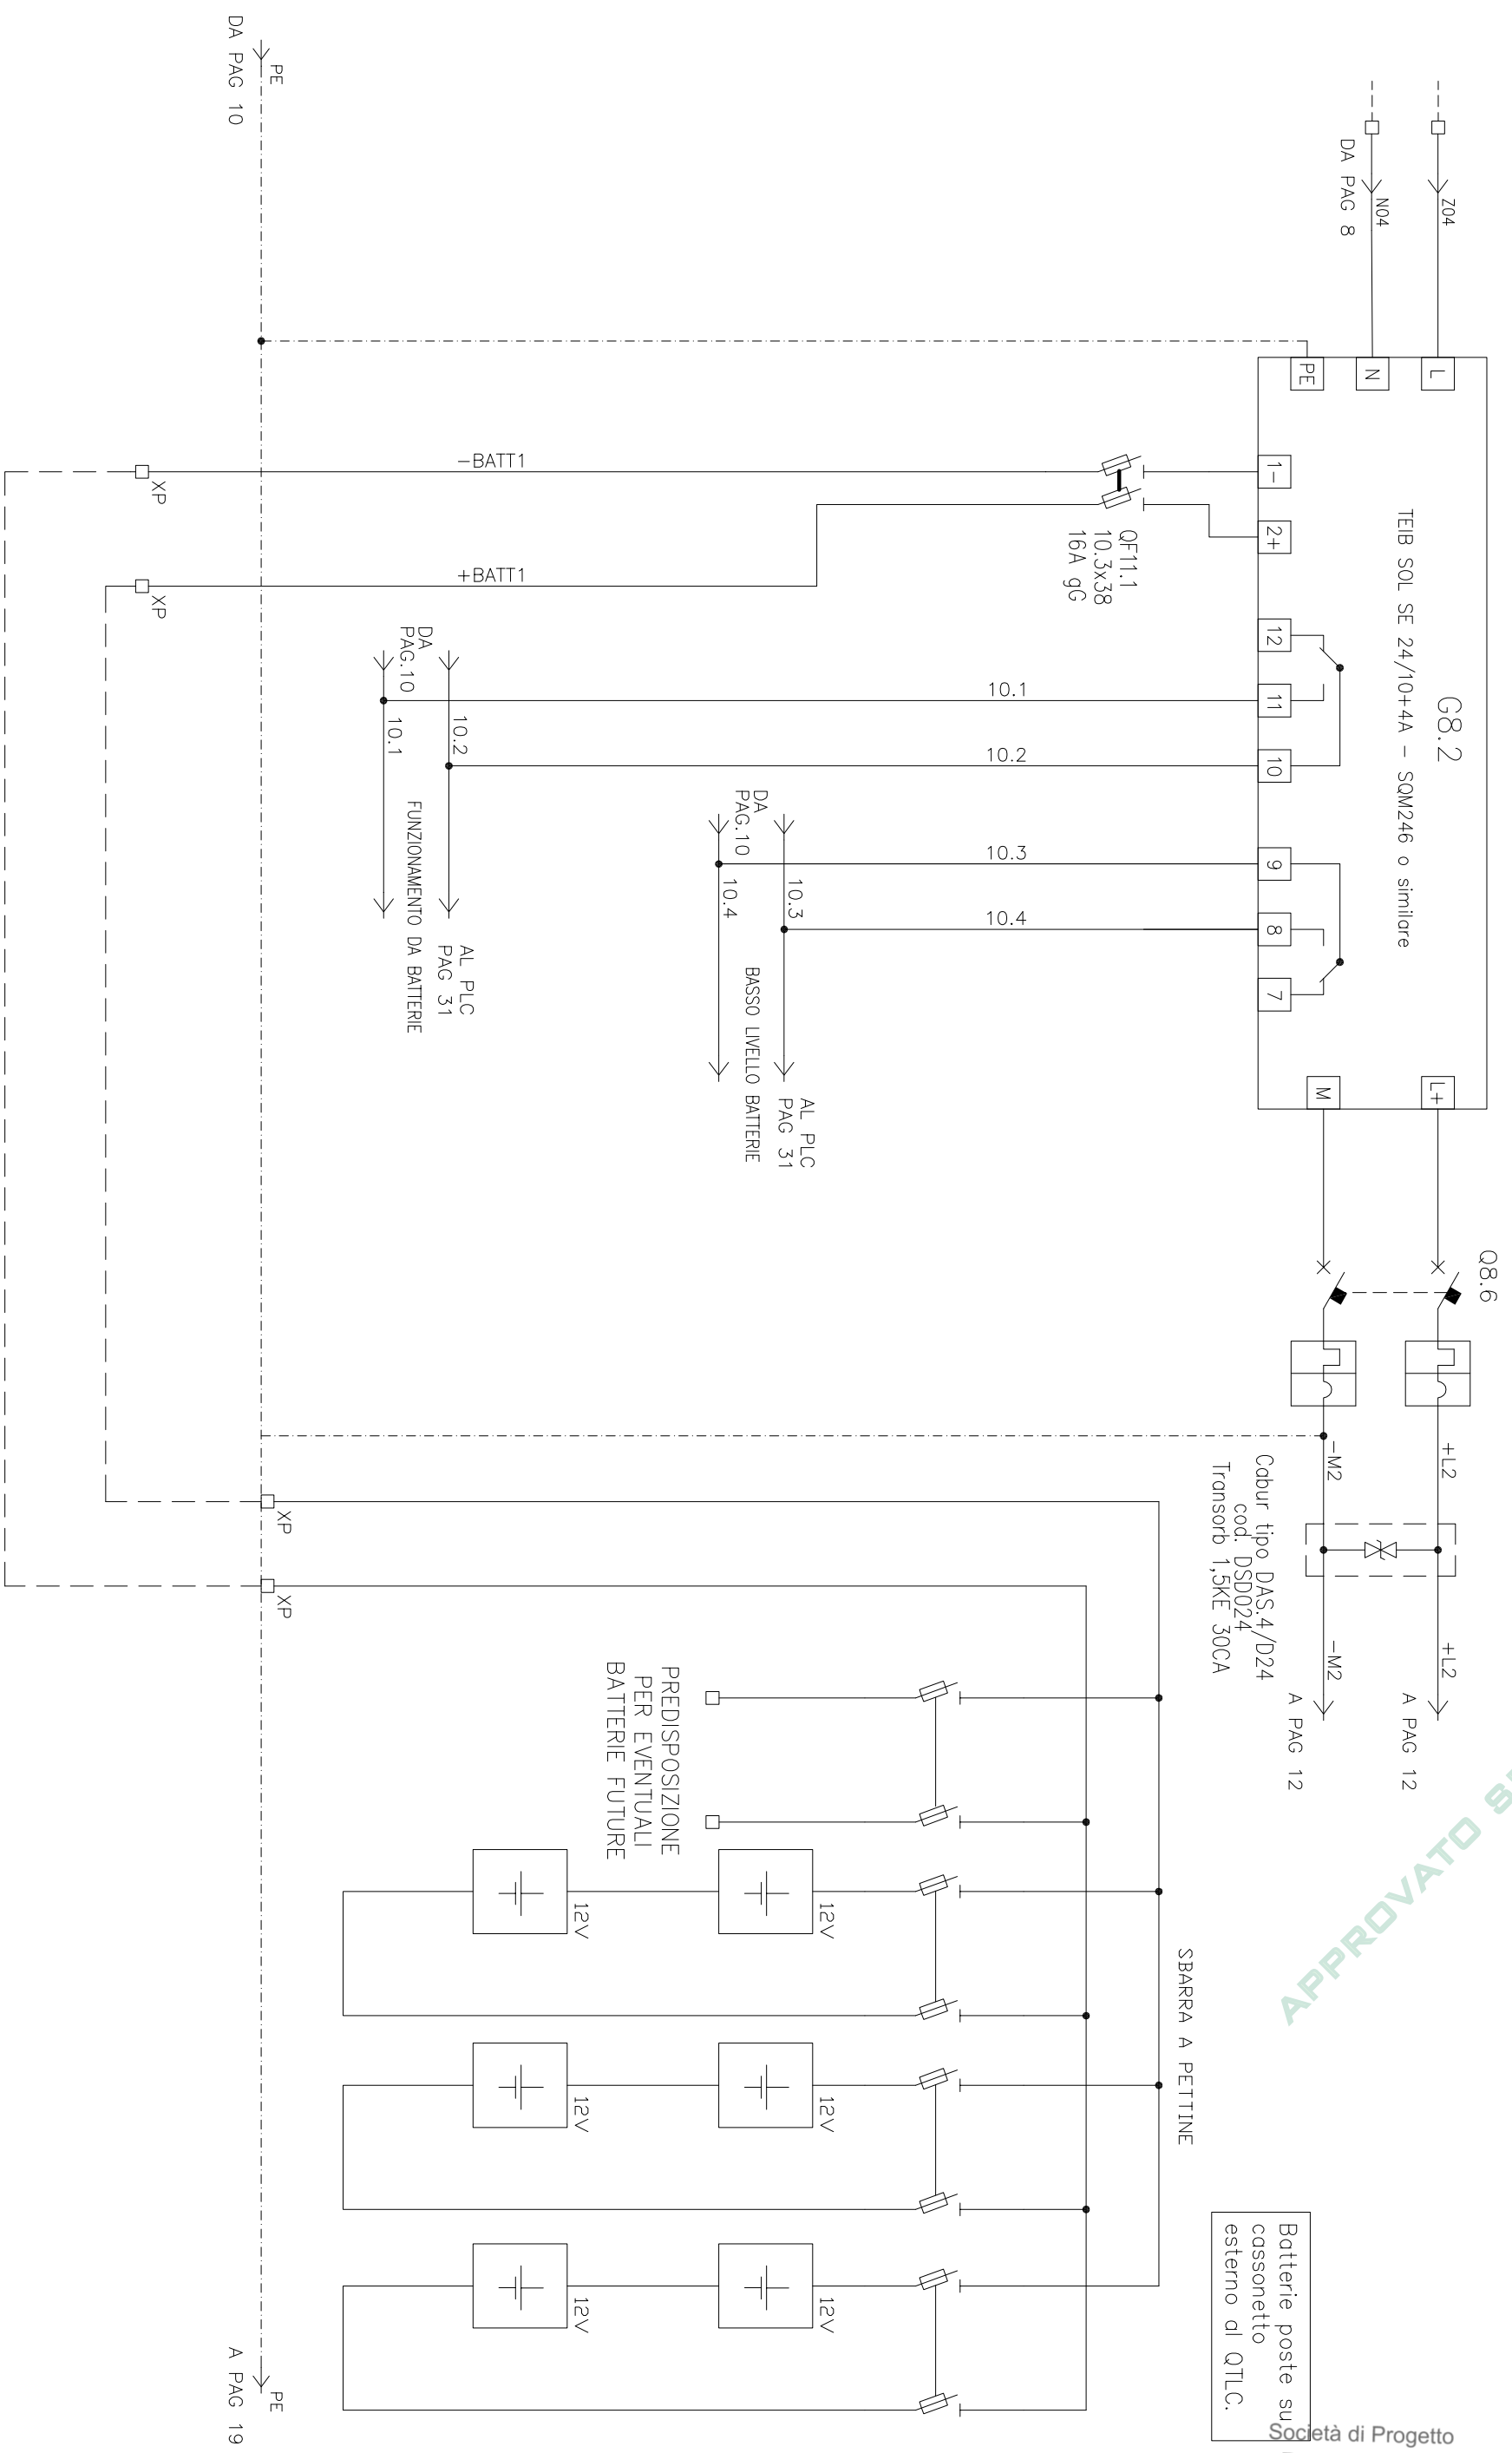 Z04
N04
DA PAG 8
L
N
PE
G8.2
TEIB SOL SE 24/10+4A - SQM246 o similare
1-
2+
12
11
10
9
8
7
L+
M
QF11.1
10.3x38
16A gG
-BATT1
+BATT1
XP
XP
10.1
10.2
10.3
10.4
DA
PAG.10
10.2
10.1
AL PLC
PAG 31
FUNZIONAMENTO DA BATTERIE
DA
PAG.10
10.3
10.4
AL PLC
PAG 31
BASSO LIVELLO BATTERIE
PE
DA PAG 10
Q8.6
+L2
-M2
+L2
-M2
A PAG 12
A PAG 12
Cabur tipo DAS.4/D24
cod. DSD024
Transorb 1,5KE 30CA
XP
XP
PREDISPOSIZIONE
PER EVENTUALI
BATTERIE FUTURE
SBARRA A PETTINE
12V
12V
12V
12V
12V
12V
Batterie poste su
cassonetto
esterno al QTLC.
PE
A PAG 19
APPROVATO
Società di Progetto